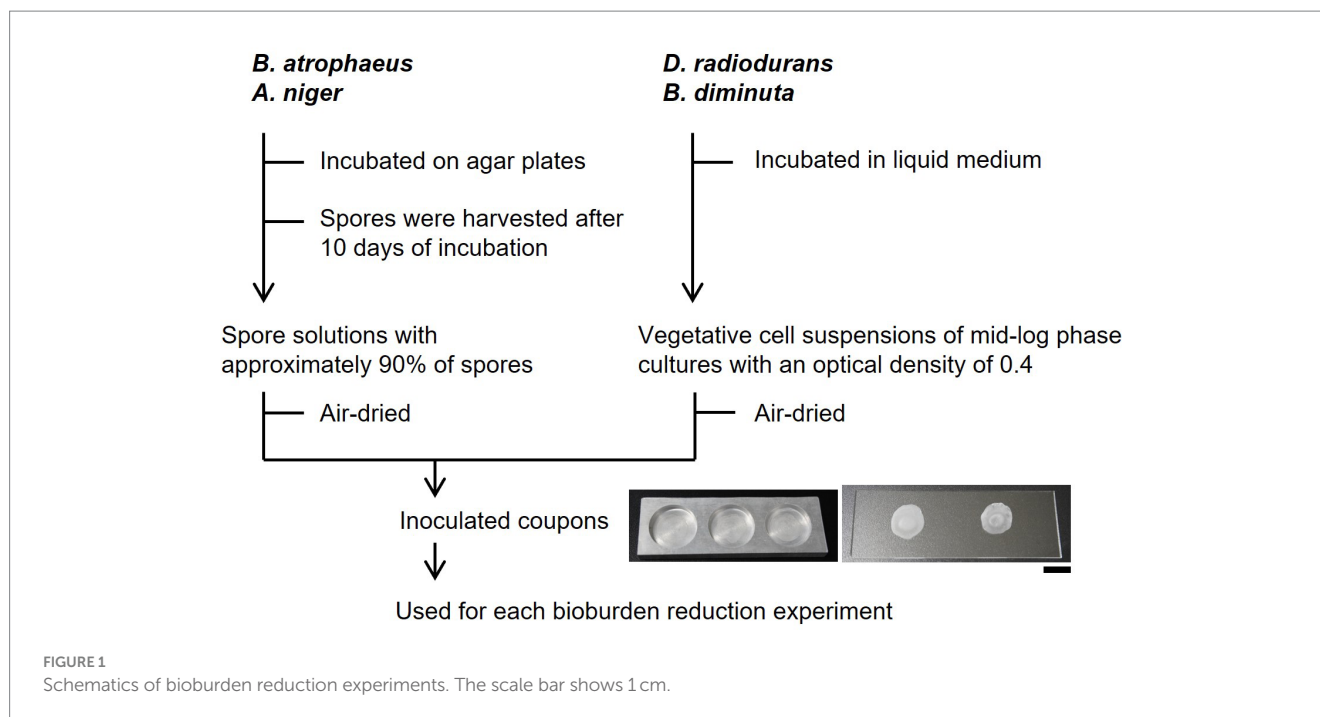 B. atrophaeus
A. niger
Incubated on agar plates
Spores were harvested after
10 days of incubation
Spore solutions with
approximately 90% of spores
Air-dried
D. radiodurans
B. diminuta
Incubated in liquid medium
Vegetative cell suspensions of mid-log phase
cultures with an optical density of 0.4
Air-dried
Inoculated coupons
Used for each bioburden reduction experiment
FIGURE 1
Schematics of bioburden reduction experiments. The scale bar shows 1 cm.